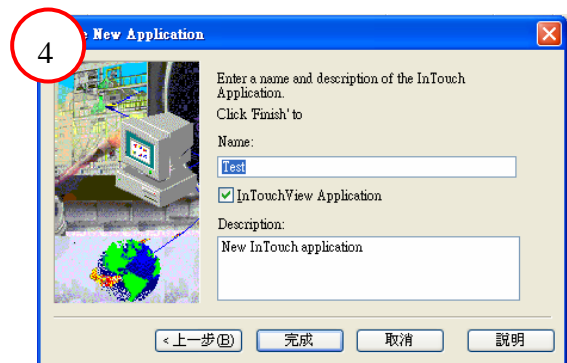 4
New Application
Enter a name and description of the InTouch
Application.
Click 'Finish' to
Name:
Test
InTouchView Application
Description:
New InTouch application
<上一步(B)
完成
取消
說明